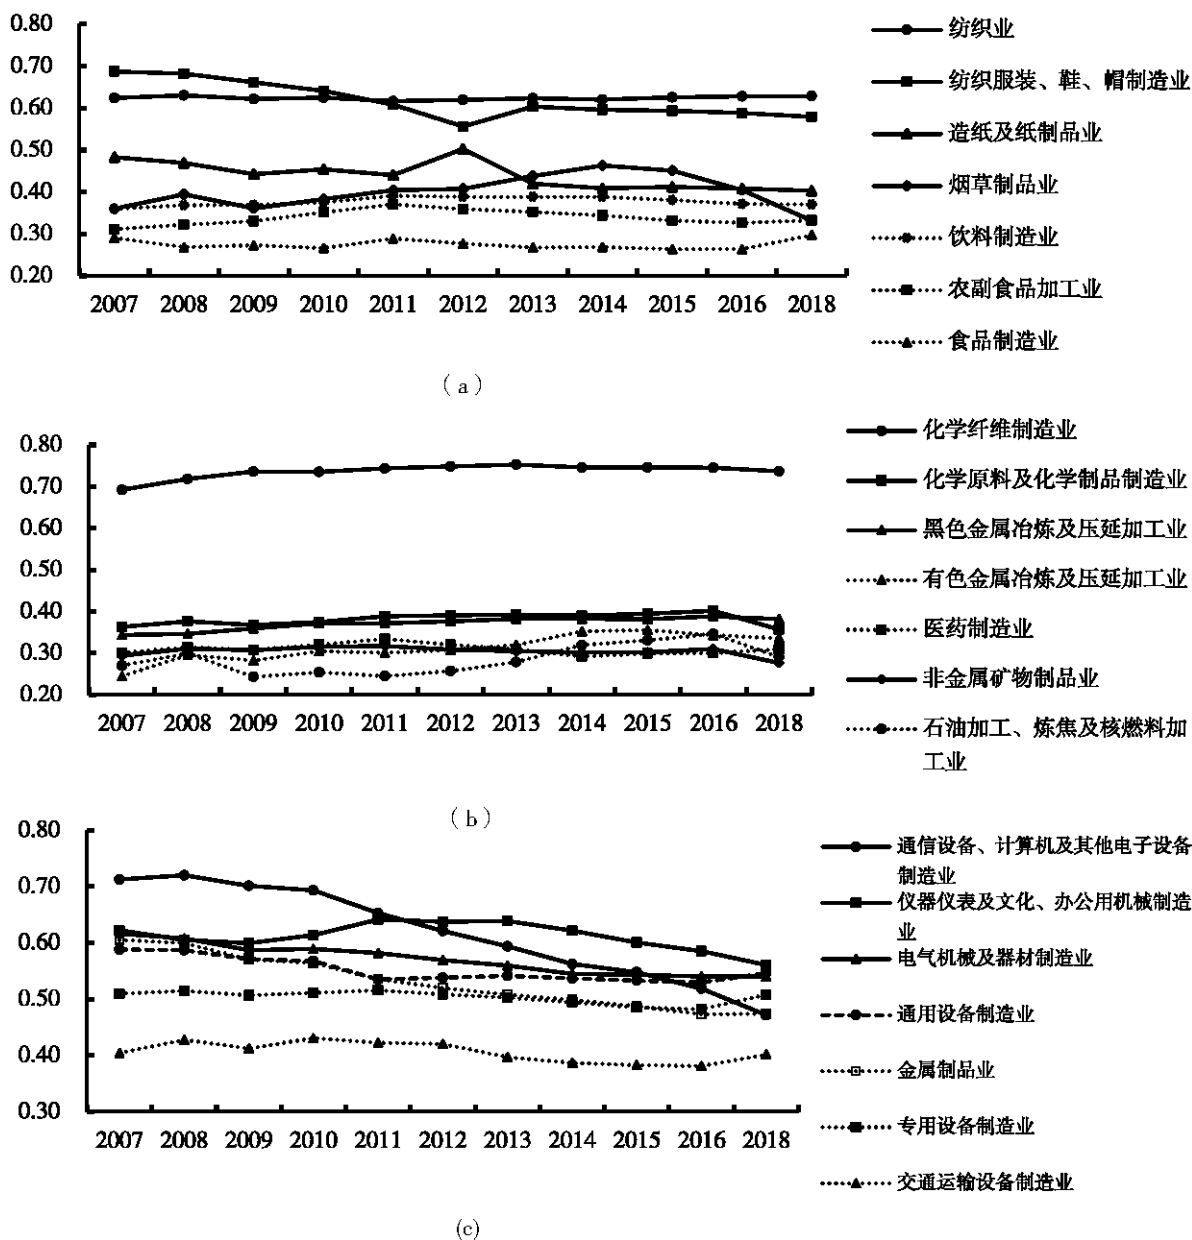 0.80
0.70
0.60
0.50
0.40
0.30
0.20
2007 2008 2009 2010 2011 2012 2013 2014 2015 2016 2018
纺织业
纺织服装、鞋、帽制造业
造纸及纸制品业
烟草制品业
饮料制造业
农副食品加工业
食品制造业
(a)
0.80
0.70
0.60
0.50
0.40
0.30
0.20
2007 2008 2009 2010 2011 2012 2013 2014 2015 2016 2018
化学纤维制造业
化学原料及化学制品制造业
黑色金属冶炼及压延加工业
有色金属冶炼及压延加工业
医药制造业
非金属矿物制品业
石油加工、炼焦及核燃料加
工业
(b)
0.80
0.70
0.60
0.50
0.40
0.30
2007 2008 2009 2010 2011 2012 2013 2014 2015 2016 2018
通信设备、计算机及其他电子设备
制造业
仪器仪表及文化、办公用机械制造
业
电气机械及器材制造业
通用设备制造业
金属制品业
专用设备制造业
交通运输设备制造业
(c)